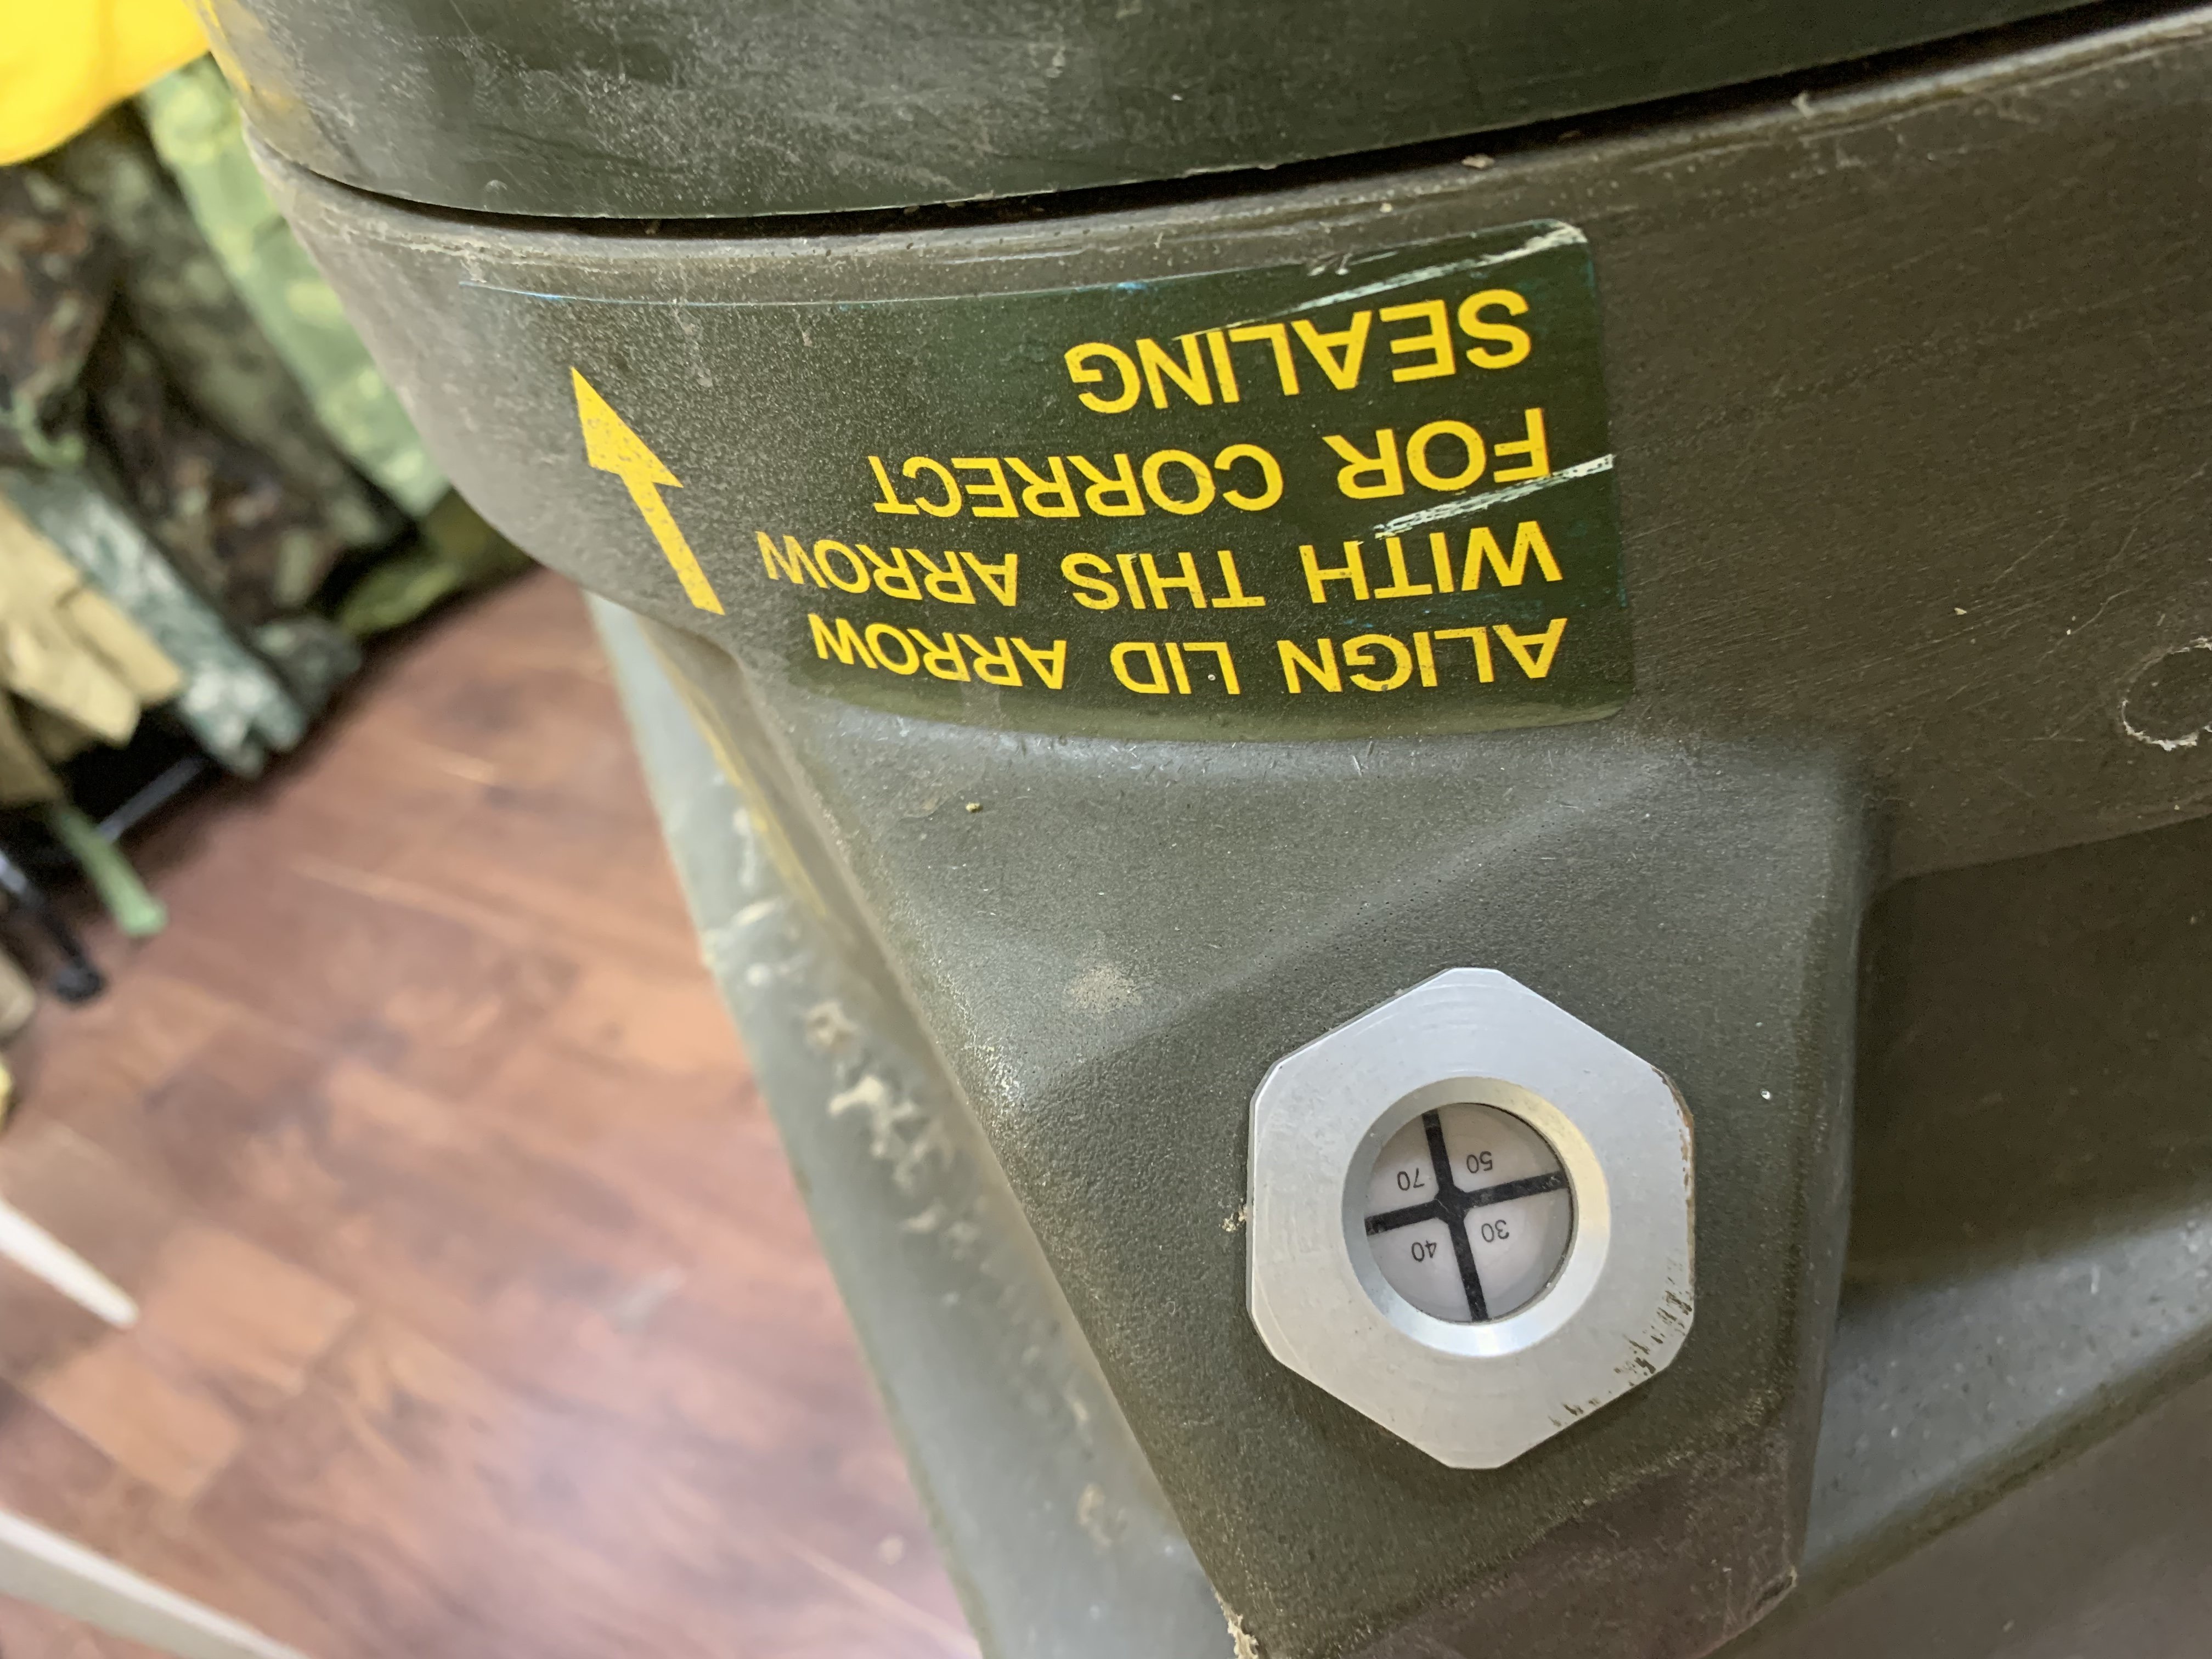 ALIGN LID ARROW
WITH THIS ARROW
FOR CORRECT
SEALING
30 40
50 70